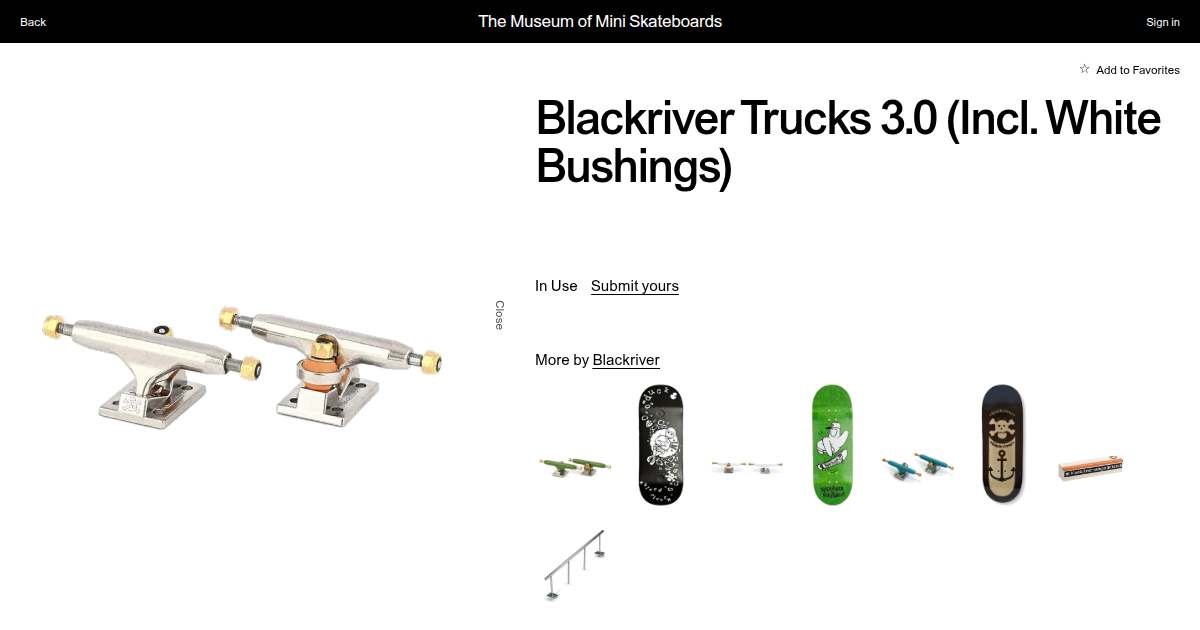 Back
The Museum of Mini Skateboards
Sign in
☆ Add to Favorites
Blackriver Trucks 3.0 (Incl. White
Bushings)
In Use Submit yours
Close
More by Blackriver